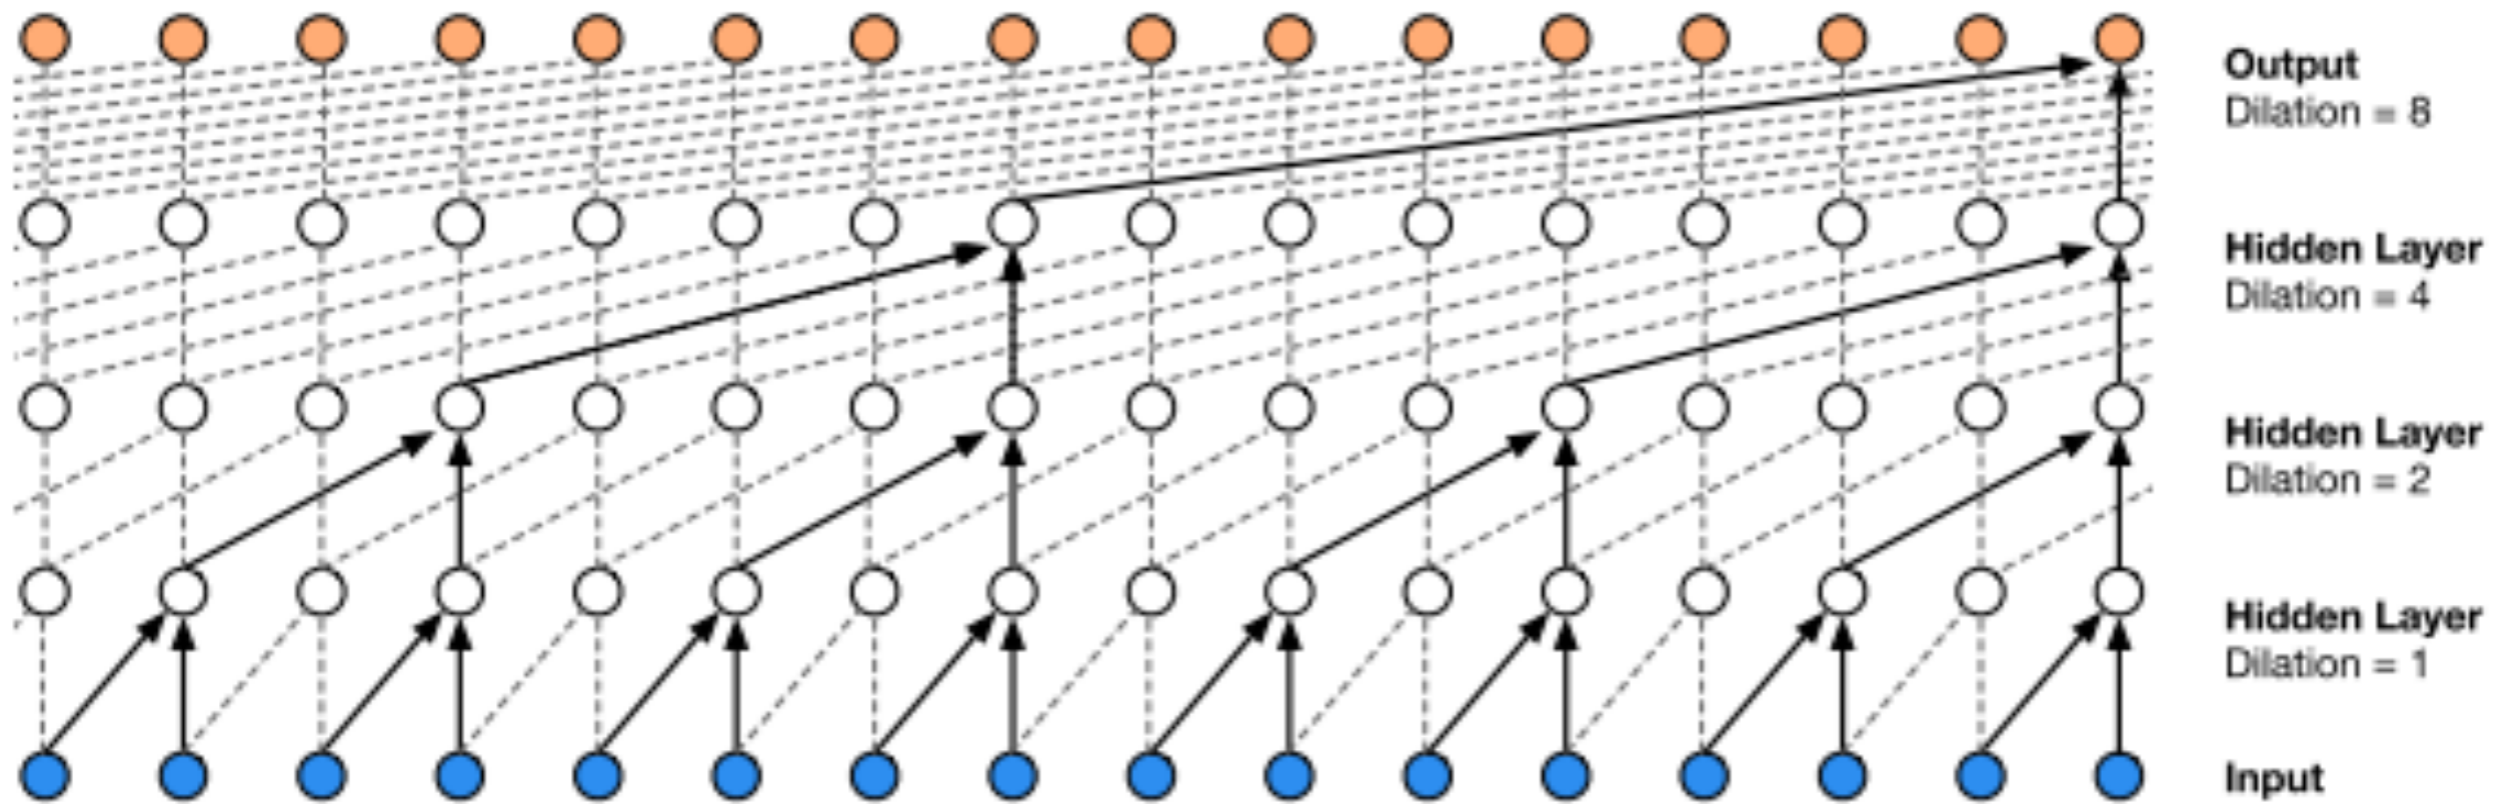 Output
Dilation = 8
Hidden Layer
Dilation = 4
Hidden Layer
Dilation = 2
Hidden Layer
Dilation = 1
Input